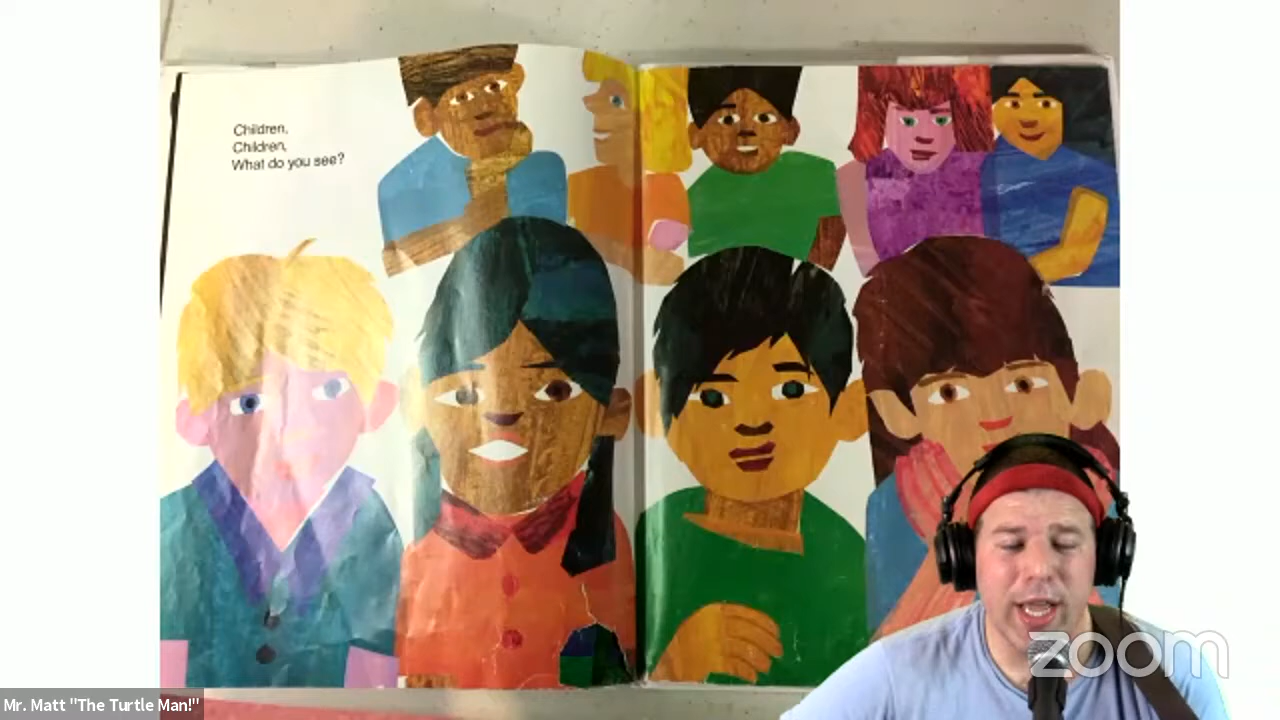 Children,
Children,
What do you see?
zoom
Mr. Matt "The Turtle Man!"